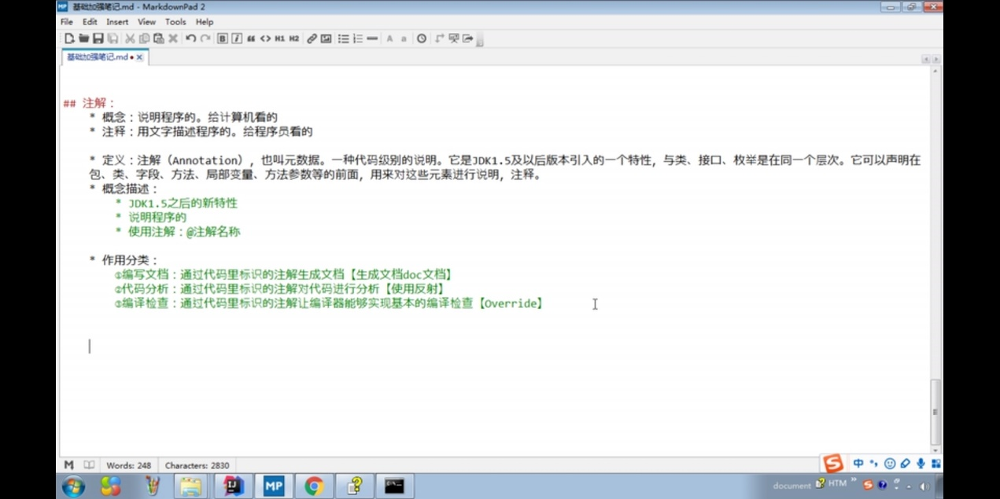 基础加强笔记.md - MarkdownPad 2
File Edit Insert View Tools Help
B i “ <> H1 H2 A a
基础加强笔记.md
## 注解：
* 概念：说明程序的。给计算机看的
* 注释：用文字描述程序的。给程序员看的
* 定义：注解（Annotation），也叫元数据。一种代码级别的说明。它是JDK1.5及以后版本引入的一个特性，与类、接口、枚举是在同一个层次。它可以声明在
包、类、字段、方法、局部变量、方法参数等的前面，用来对这些元素进行说明，注释。
* 概念描述：
* JDK1.5之后的新特性
* 说明程序的
* 使用注解：@注解名称
* 作用分类：
①编写文档：通过代码里标识的注解生成文档【生成文档doc文档】
②代码分析：通过代码里标识的注解对代码进行分析【使用反射】
③编译检查：通过代码里标识的注解让编译器能够实现基本的编译检查【Override】
M Words: 248 Characters: 2830
S 中
IJ MP document HTM